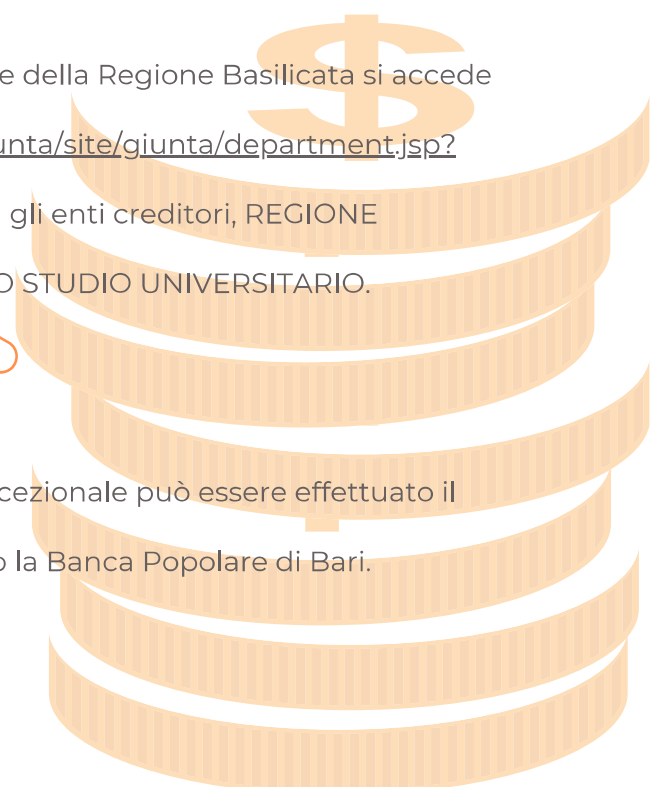 e della Regione Basilicata si accede
unta/site/giunta/department.jsp?
gli enti creditori, REGIONE
O STUDIO UNIVERSITARIO.
cezionale può essere effettuato il
o la Banca Popolare di Bari.